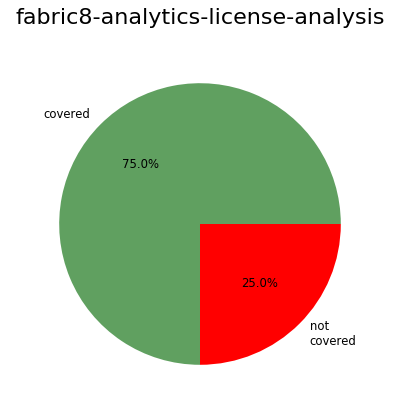 fabric8-analytics-license-analysis
covered
75.0%
25.0%
not
covered